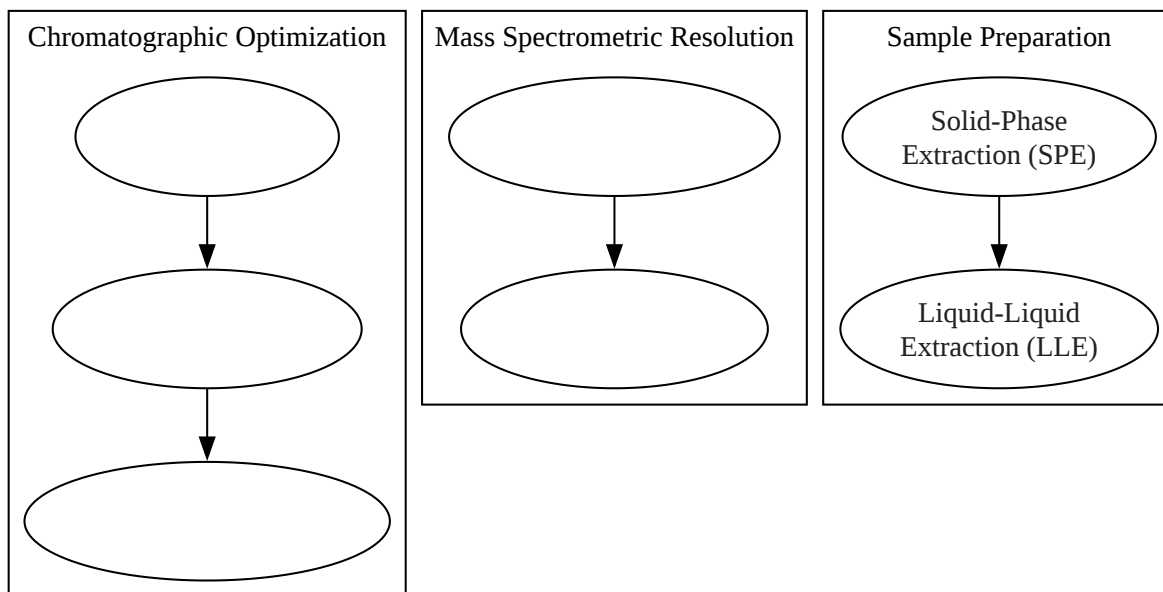 Chromatographic Optimization
Mass Spectrometric Resolution
Sample Preparation
Solid-Phase
Extraction (SPE)
Liquid-Liquid
Extraction (LLE)